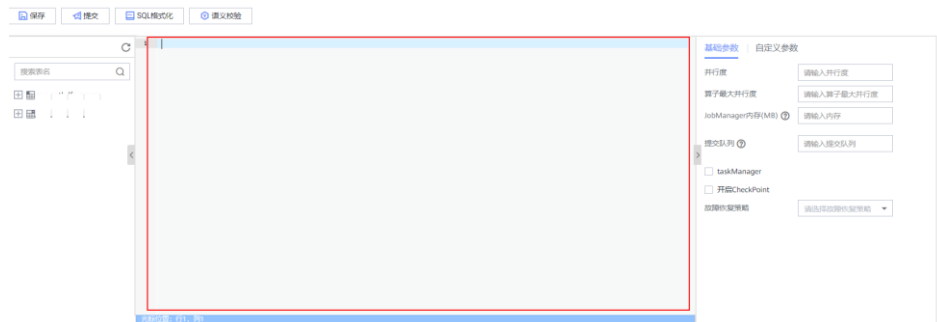 保存 提交 SQL格式化 语义校验
搜索表名
1
基础参数 自定义参数
并行度 请输入并行度
算子最大并行度 请输入算子最大并行度
JobManager内存(MB) 请输入内存
提交队列 请输入提交队列
taskManager
开启CheckPoint
故障恢复策略 请选择故障恢复策略